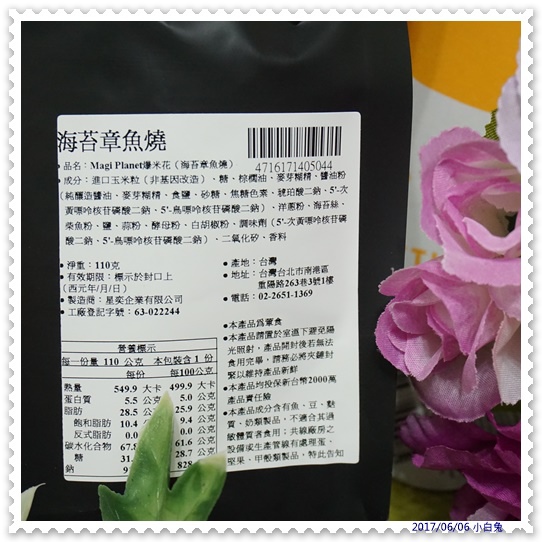 海苔章魚燒
4716171405044
• 品名：Magi Planet爆米花（海苔章魚燒）
• 成分：進口玉米粒（非基因改造）、糖、棕櫚油、麥芽糊精、醬油粉
（純釀造醬油、麥芽糊精、食鹽、砂糖、焦糖色素、琥珀酸二鈉、5'-次
黃嘌呤核苷磷酸二鈉、5'-鳥嘌呤核苷磷酸二鈉）、洋蔥粉、海苔絲、
柴魚粉、鹽、蒜粉、酵母粉、白胡椒粉、調味劑（5'-次黃嘌呤核苷磷
酸二鈉、5'-鳥嘌呤核苷磷酸二鈉）、二氧化矽、香料
• 淨重：110克
• 有效期限：標示於封口上
（西元年/月/日）
• 製造商：星奕企業有限公司
• 工廠登記字號：63-022244
• 產地：台灣
• 地址：台灣台北市南港區
重陽路263巷3號1樓
• 電話：02-2651-1369
營養標示
每一份量 110 公克 本包裝含 1 份
每份 每100公克
熱量 549.9 大卡 499.9 大卡
蛋白質 5.5 公克 5.0 公克
脂肪 28.5 公克 25.9 公克
飽和脂肪 10.4 9.4 公克
反式脂肪 0.0 0.0 公克
碳水化合物 67.8 61.6 公克
糖 31. 28.7 公克
鈉 9 828.
•本產品為葷食
•本產品請置於室溫下避免陽
光照射，產品開封後若無法
食用完畢，請務必將夾鏈封
緊以維持產品新鮮
•本產品均投保新台幣2000萬
產品責任險
•本產品成分含有魚、豆、麩
質、奶類製品，不適合其過
敏體質者食用；共線廠房之
設備或生產管線有處理蛋、
堅果、甲殼類製品，特此告知
2017/06/06 小白兔